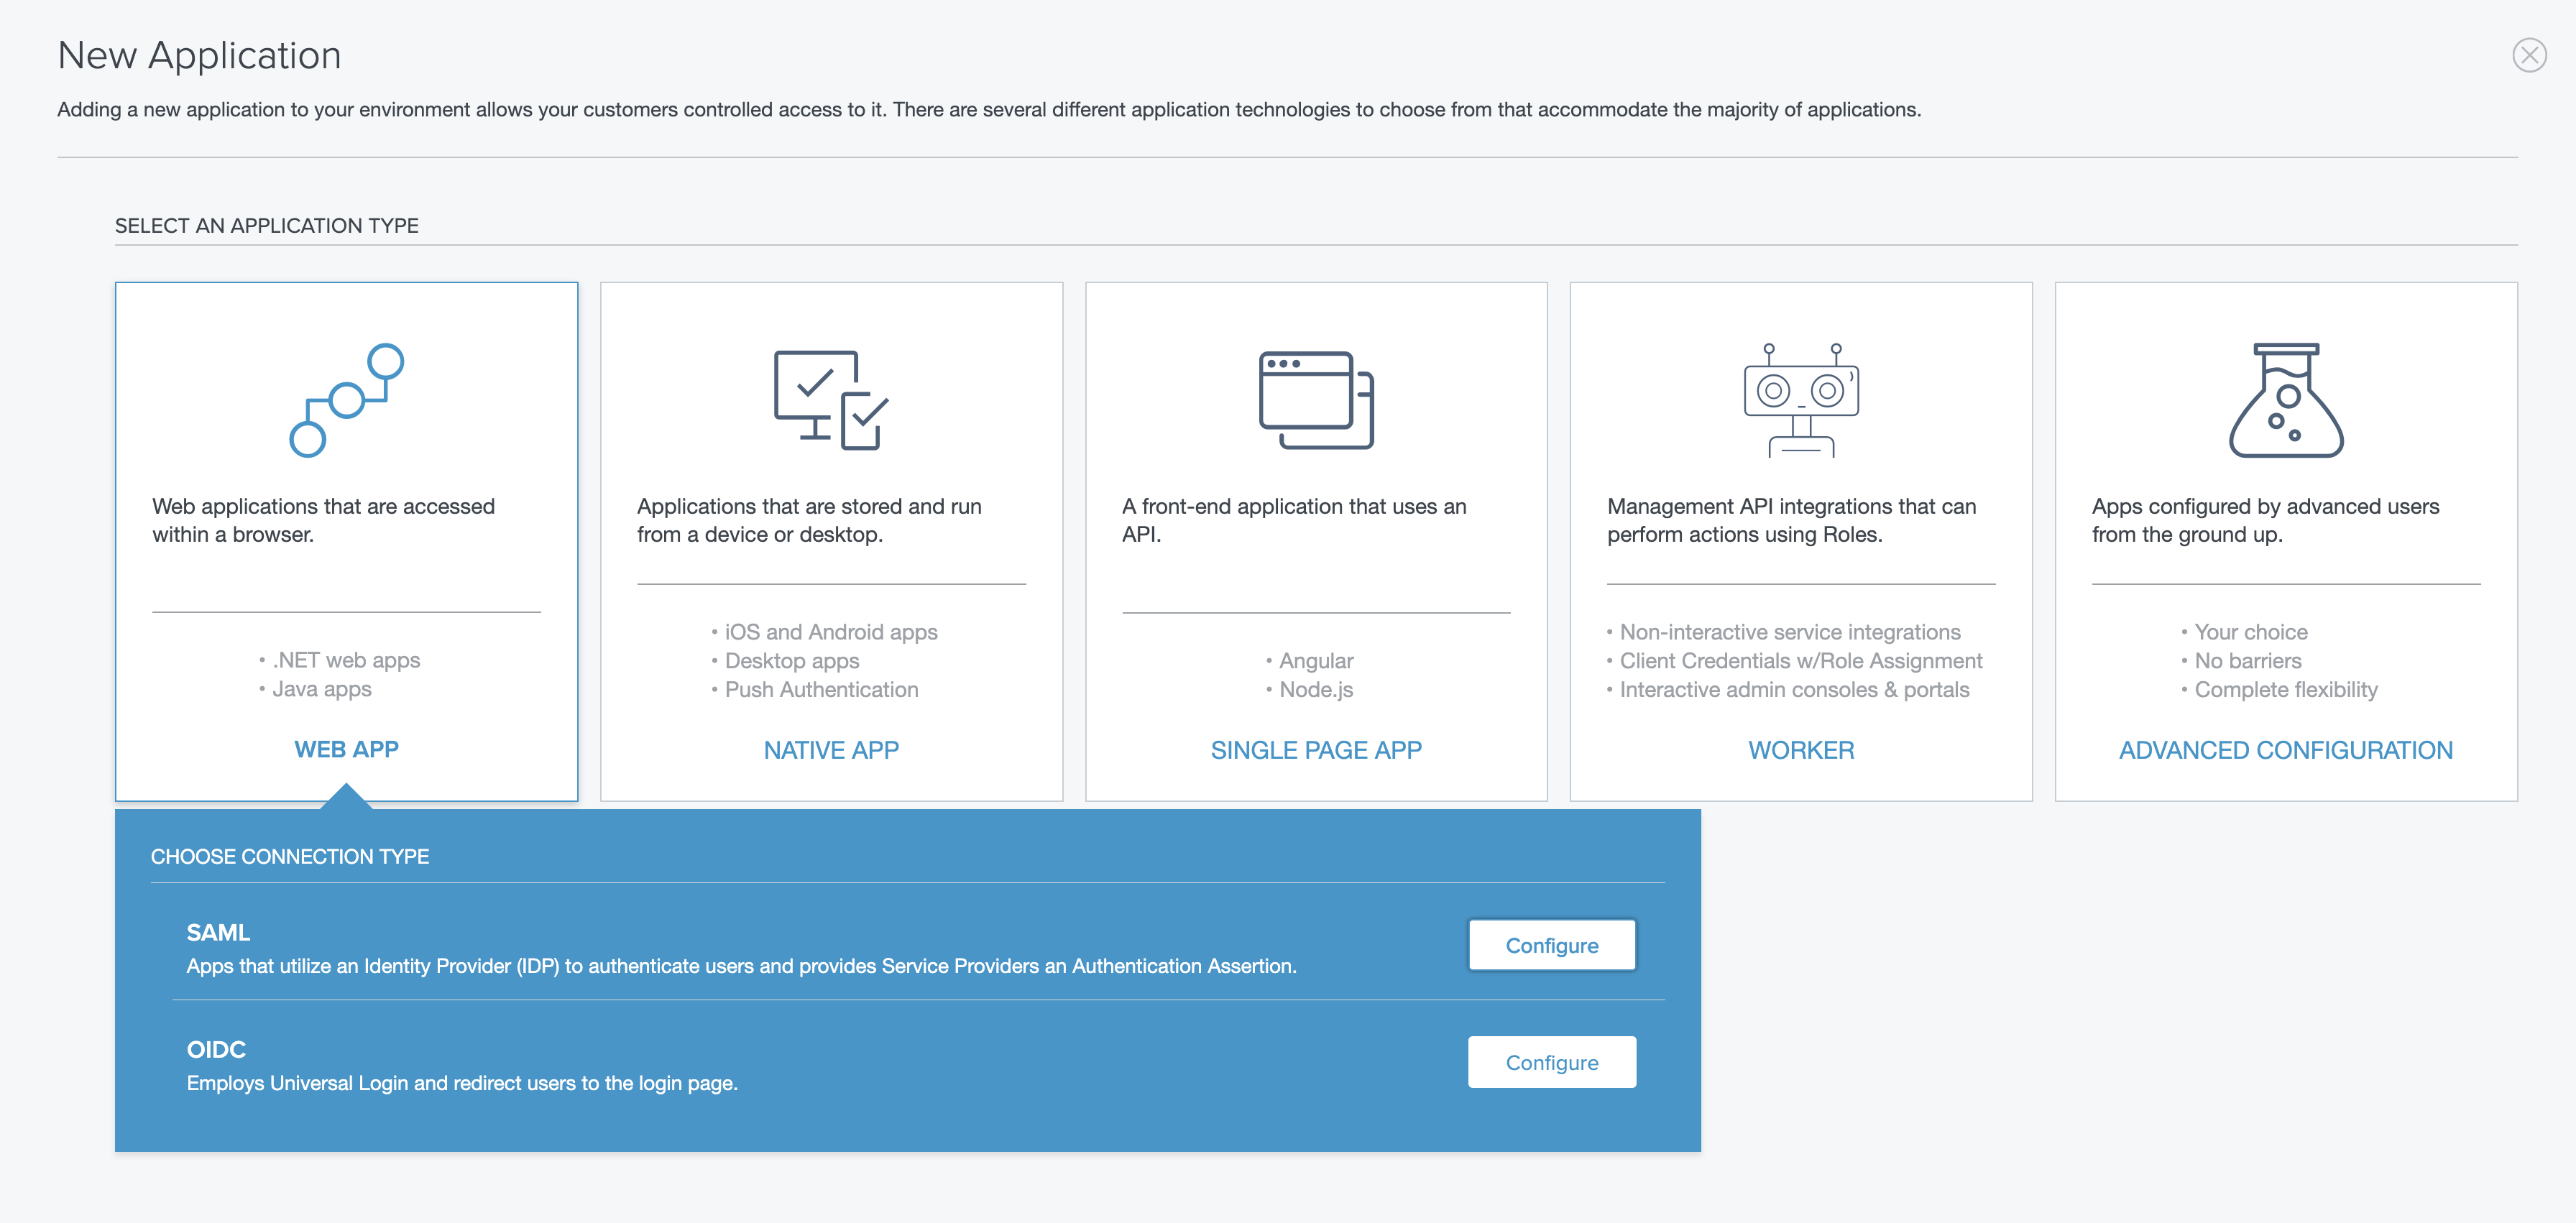 New Application
Adding a new application to your environment allows your customers controlled access to it. There are several different application technologies to choose from that accommodate the majority of applications.
SELECT AN APPLICATION TYPE
Web applications that are accessed
within a browser.
• .NET web apps
• Java apps
WEB APP
Applications that are stored and run
from a device or desktop.
• iOS and Android apps
• Desktop apps
• Push Authentication
NATIVE APP
A front-end application that uses an
API.
• Angular
• Node.js
SINGLE PAGE APP
Management API integrations that can
perform actions using Roles.
• Non-interactive service integrations
• Client Credentials w/Role Assignment
• Interactive admin consoles & portals
WORKER
Apps configured by advanced users
from the ground up.
• Your choice
• No barriers
• Complete flexibility
ADVANCED CONFIGURATION
CHOOSE CONNECTION TYPE
SAML
Apps that utilize an Identity Provider (IDP) to authenticate users and provides Service Providers an Authentication Assertion.
Configure
OIDC
Employs Universal Login and redirect users to the login page.
Configure